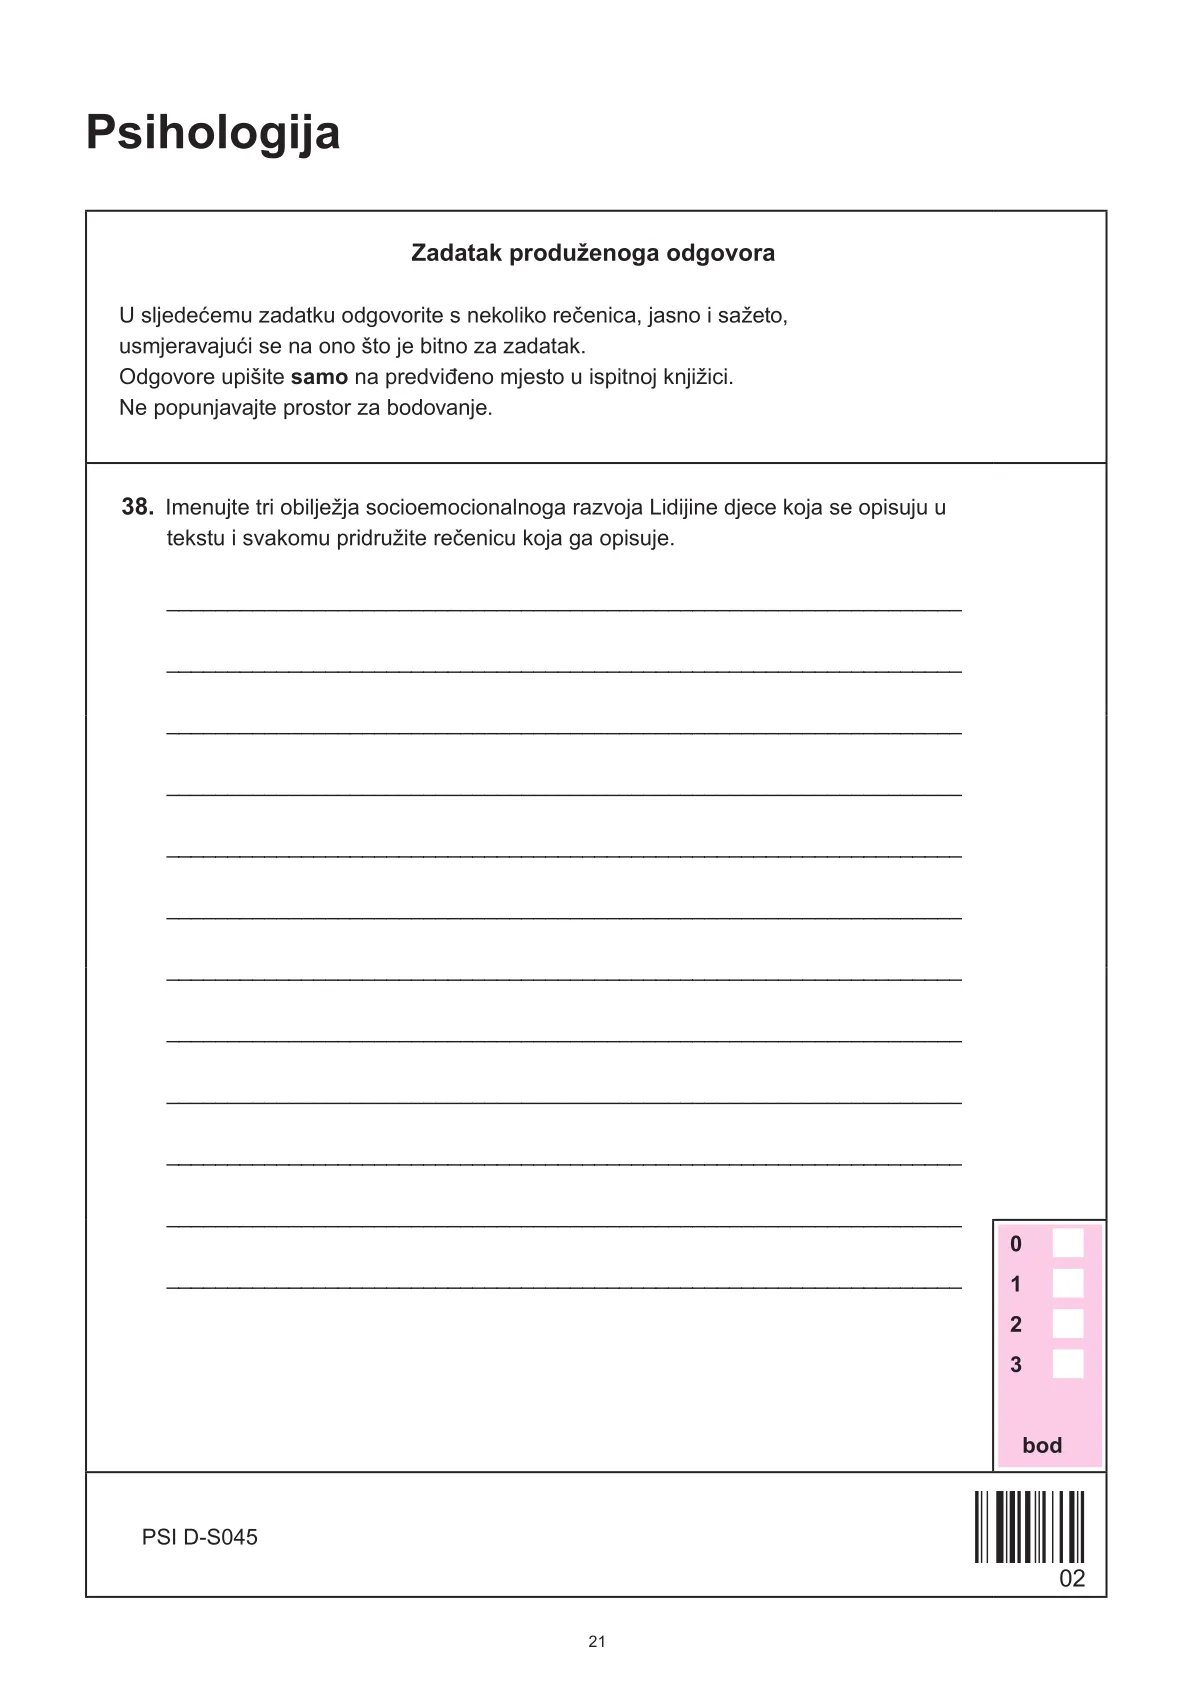 Psihologija
Zadatak produženoga odgovora
U sljedećemu zadatku odgovorite s nekoliko rečenica, jasno i sažeto,
usmjeravajući se na ono što je bitno za zadatak.
Odgovore upišite samo na predviđeno mjesto u ispitnoj knjižici.
Ne popunjavajte prostor za bodovanje.
38. Imenujte tri obilježja socioemocionalnoga razvoja Lidijine djece koja se opisuju u
tekstu i svakomu pridružite rečenicu koja ga opisuje.
0
1
2
3
bod
PSI D-S045
02
21